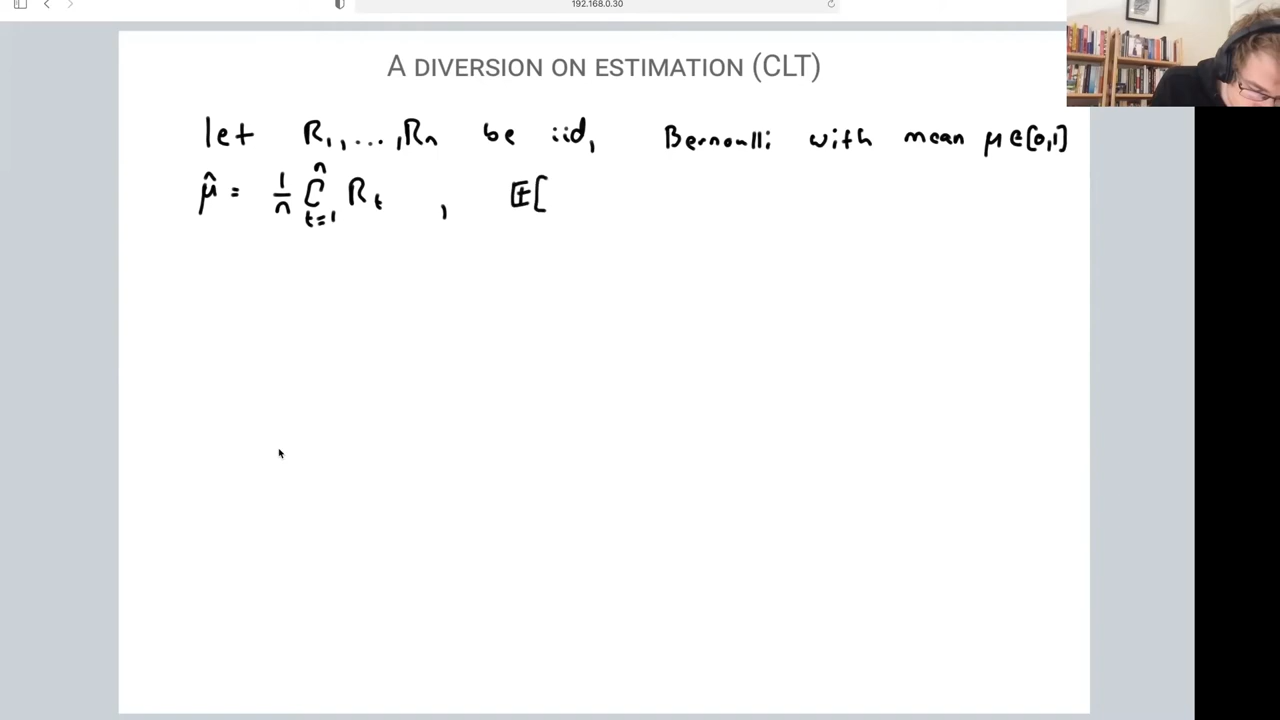 192.168.0.30
A DIVERSION ON ESTIMATION (CLT)
let R₁,...,Rₙ be iid, Bernoulli with mean μ∈[0,1]
μ̂ = 1/n ∑ₜ₌₁ⁿ Rₜ , 𝔼[